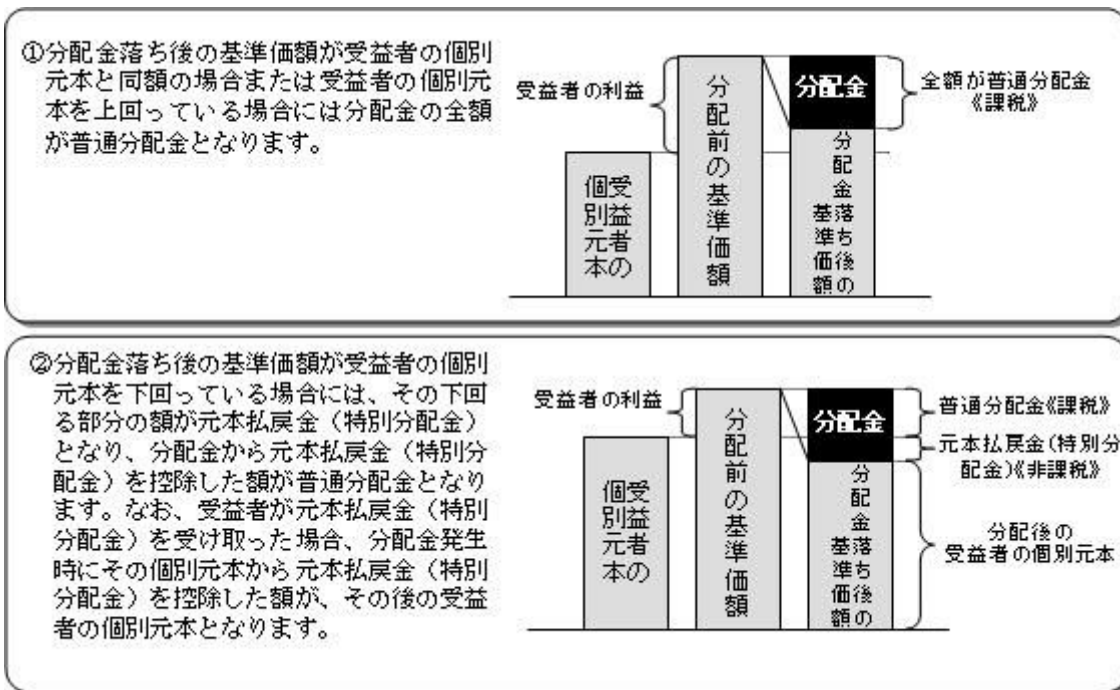 ①分配金落ち後の基準価額が受益者の個別
元本と同額の場合または受益者の個別元
本を上回っている場合には分配金の全額
が普通分配金となります。
受益者の利益
個別元本
受益者の
分配前の基準価額
分配金
基準価額
分配金落ち後の
全額が普通分配金
《課税》
②分配金落ち後の基準価額が受益者の個別
元本を下回っている場合には、その下回
る部分の額が元本払戻金（特別分配金）
となり、分配金から元本払戻金（特別分
配金）を控除した額が普通分配金となり
ます。なお、受益者が元本払戻金（特別
分配金）を受け取った場合、分配金発生
時にその個別元本から元本払戻金（特別
分配金）を控除した額が、その後の受益
者の個別元本となります。
受益者の利益
受益者の
個別元本
分配前の基準価額
分配金
分配金落ち後の
基準価額
普通分配金《課税》
元本払戻金(特別分
配金)《非課税》
分配後の
受益者の個別元本